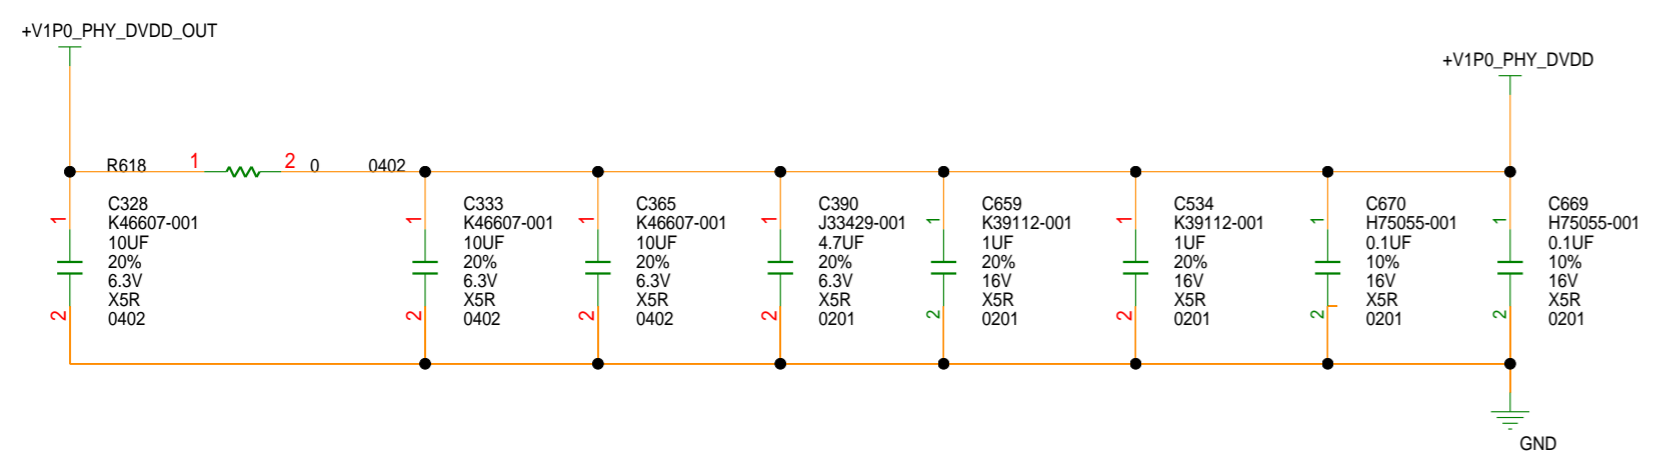 +V1P0_PHY_DVDD_OUT
+V1P0_PHY_DVDD
R618 1 2 0 0402
1
C328
K46607-001
10UF
20%
6.3V
X5R
0402
2
1
C333
K46607-001
10UF
20%
6.3V
X5R
0402
2
1
C365
K46607-001
10UF
20%
6.3V
X5R
0402
2
1
C390
J33429-001
4.7UF
20%
6.3V
X5R
0201
2
1
C659
K39112-001
1UF
20%
16V
X5R
0201
2
1
C534
K39112-001
1UF
20%
16V
X5R
0201
2
1
C670
H75055-001
0.1UF
10%
16V
X5R
0201
2
1
C669
H75055-001
0.1UF
10%
16V
X5R
0201
2
GND